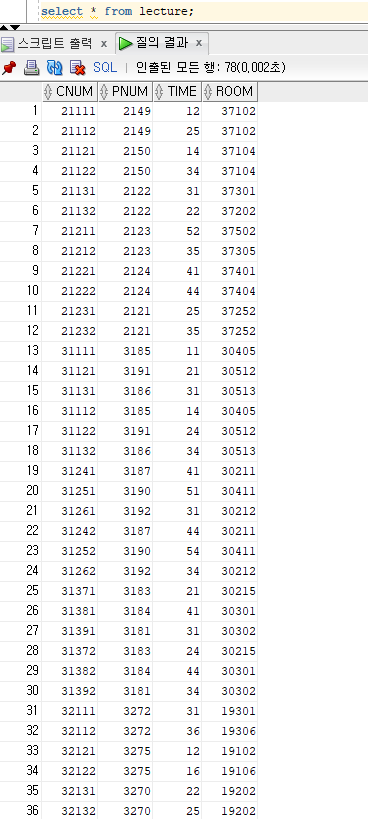 select * from lecture;
스크립트 출력 x 질의 결과 x
SQL | 인출된 모든 행: 78(0,002초)
CNUM PNUM TIME ROOM
1 21111 2149 12 37102
2 21112 2149 25 37102
3 21121 2150 14 37104
4 21122 2150 34 37104
5 21131 2122 31 37301
6 21132 2122 22 37202
7 21211 2123 52 37502
8 21212 2123 35 37305
9 21221 2124 41 37401
10 21222 2124 44 37404
11 21231 2121 25 37252
12 21232 2121 35 37252
13 31111 3185 11 30405
14 31121 3191 21 30512
15 31131 3186 31 30513
16 31112 3185 14 30405
17 31122 3191 24 30512
18 31132 3186 34 30513
19 31241 3187 41 30211
20 31251 3190 51 30411
21 31261 3192 31 30212
22 31242 3187 44 30211
23 31252 3190 54 30411
24 31262 3192 34 30212
25 31371 3183 21 30215
26 31381 3184 41 30301
27 31391 3181 31 30302
28 31372 3183 24 30215
29 31382 3184 44 30301
30 31392 3181 34 30302
31 32111 3272 31 19301
32 32112 3272 36 19306
33 32121 3275 12 19102
34 32122 3275 16 19106
35 32131 3270 22 19202
36 32132 3270 25 19202